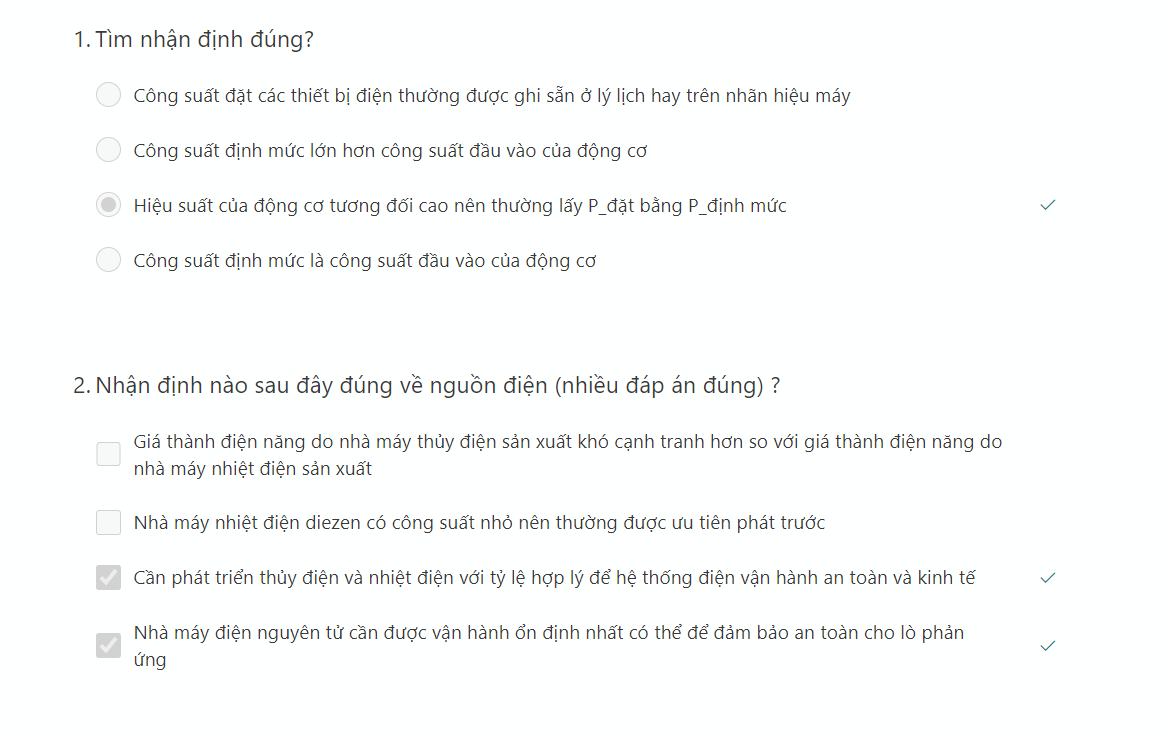 1. Tìm nhận định đúng?
Công suất đặt các thiết bị điện thường được ghi sẵn ở lý lịch hay trên nhãn hiệu máy
Công suất định mức lớn hơn công suất đầu vào của động cơ
Hiệu suất của động cơ tương đối cao nên thường lấy P_đặt bằng P_định mức
Công suất định mức là công suất đầu vào của động cơ
2. Nhận định nào sau đây đúng về nguồn điện (nhiều đáp án đúng) ?
Giá thành điện năng do nhà máy thủy điện sản xuất khó cạnh tranh hơn so với giá thành điện năng do
nhà máy nhiệt điện sản xuất
Nhà máy nhiệt điện diezen có công suất nhỏ nên thường được ưu tiên phát trước
Cần phát triển thủy điện và nhiệt điện với tỷ lệ hợp lý để hệ thống điện vận hành an toàn và kinh tế
Nhà máy điện nguyên tử cần được vận hành ổn định nhất có thể để đảm bảo an toàn cho lò phản
ứng